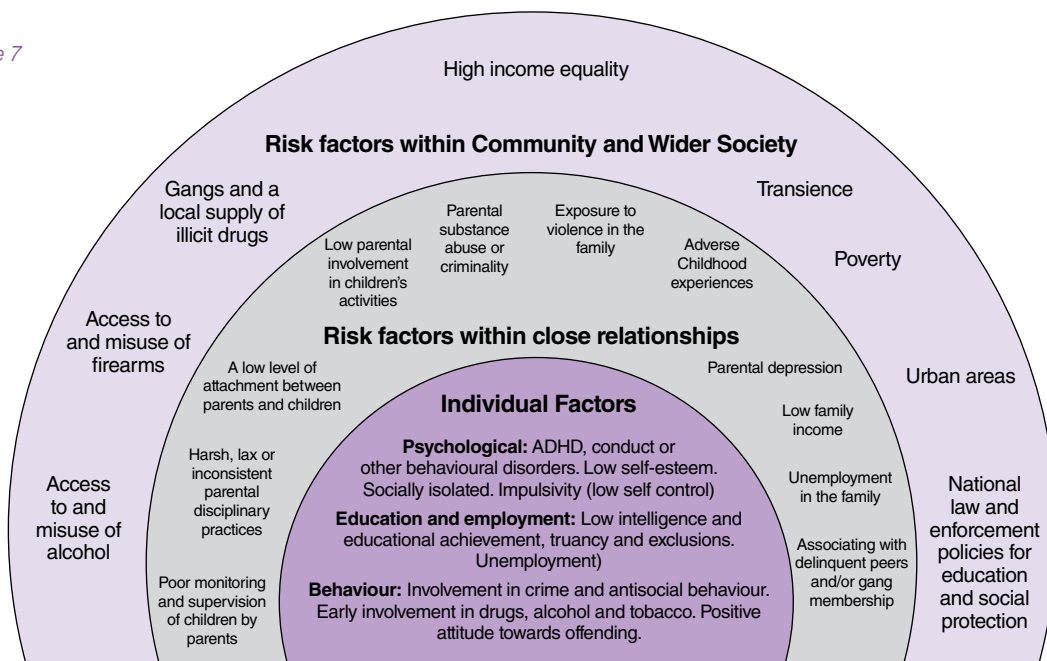 e 7
High income equality
Risk factors within Community and Wider Society
Gangs and a
local supply of
illicit drugs
Transience
Poverty
Access to
and misuse of
firearms
Urban areas
Access
to and
misuse of
alcohol
National
law and
enforcement
policies for
education
and social
protection
Low parental
involvement
in children's
activities
Parental
substance
abuse or
criminality
Exposure to
violence in the
family
Adverse
Childhood
experiences
Risk factors within close relationships
A low level of
attachment between
parents and children
Parental depression
Low family
income
Harsh, lax or
inconsistent
parental
disciplinary
practices
Unemployment
in the family
Associating with
delinquent peers
and/or gang
membership
Poor monitoring
and supervision
of children by
parents
Individual Factors
Psychological: ADHD, conduct or
other behavioural disorders. Low self-esteem.
Socially isolated. Impulsivity (low self control)
Education and employment: Low intelligence and
educational achievement, truancy and exclusions.
Unemployment)
Behaviour: Involvement in crime and antisocial behaviour.
Early involvement in drugs, alcohol and tobacco. Positive
attitude towards offending.